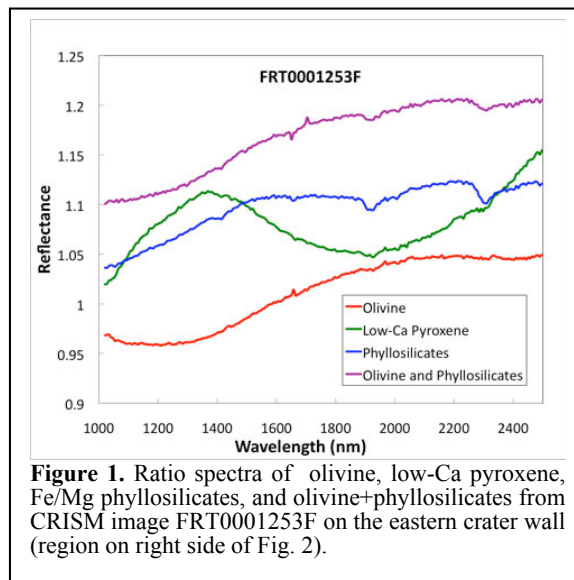 FRT0001253F
1.25
1.2
1.15
1.1
1.05
1
0.95
0.9
Reflectance
Olivine
Low-Ca Pyroxene
Phyllosilicates
Olivine and Phyllosilicates
1000 1200 1400 1600 1800 2000 2200 2400
Wavelength (nm)
Figure 1. Ratio spectra of olivine, low-Ca pyroxene,
Fe/Mg phyllosilicates, and olivine+phyllosilicates from
CRISM image FRT0001253F on the eastern crater wall
(region on right side of Fig. 2).